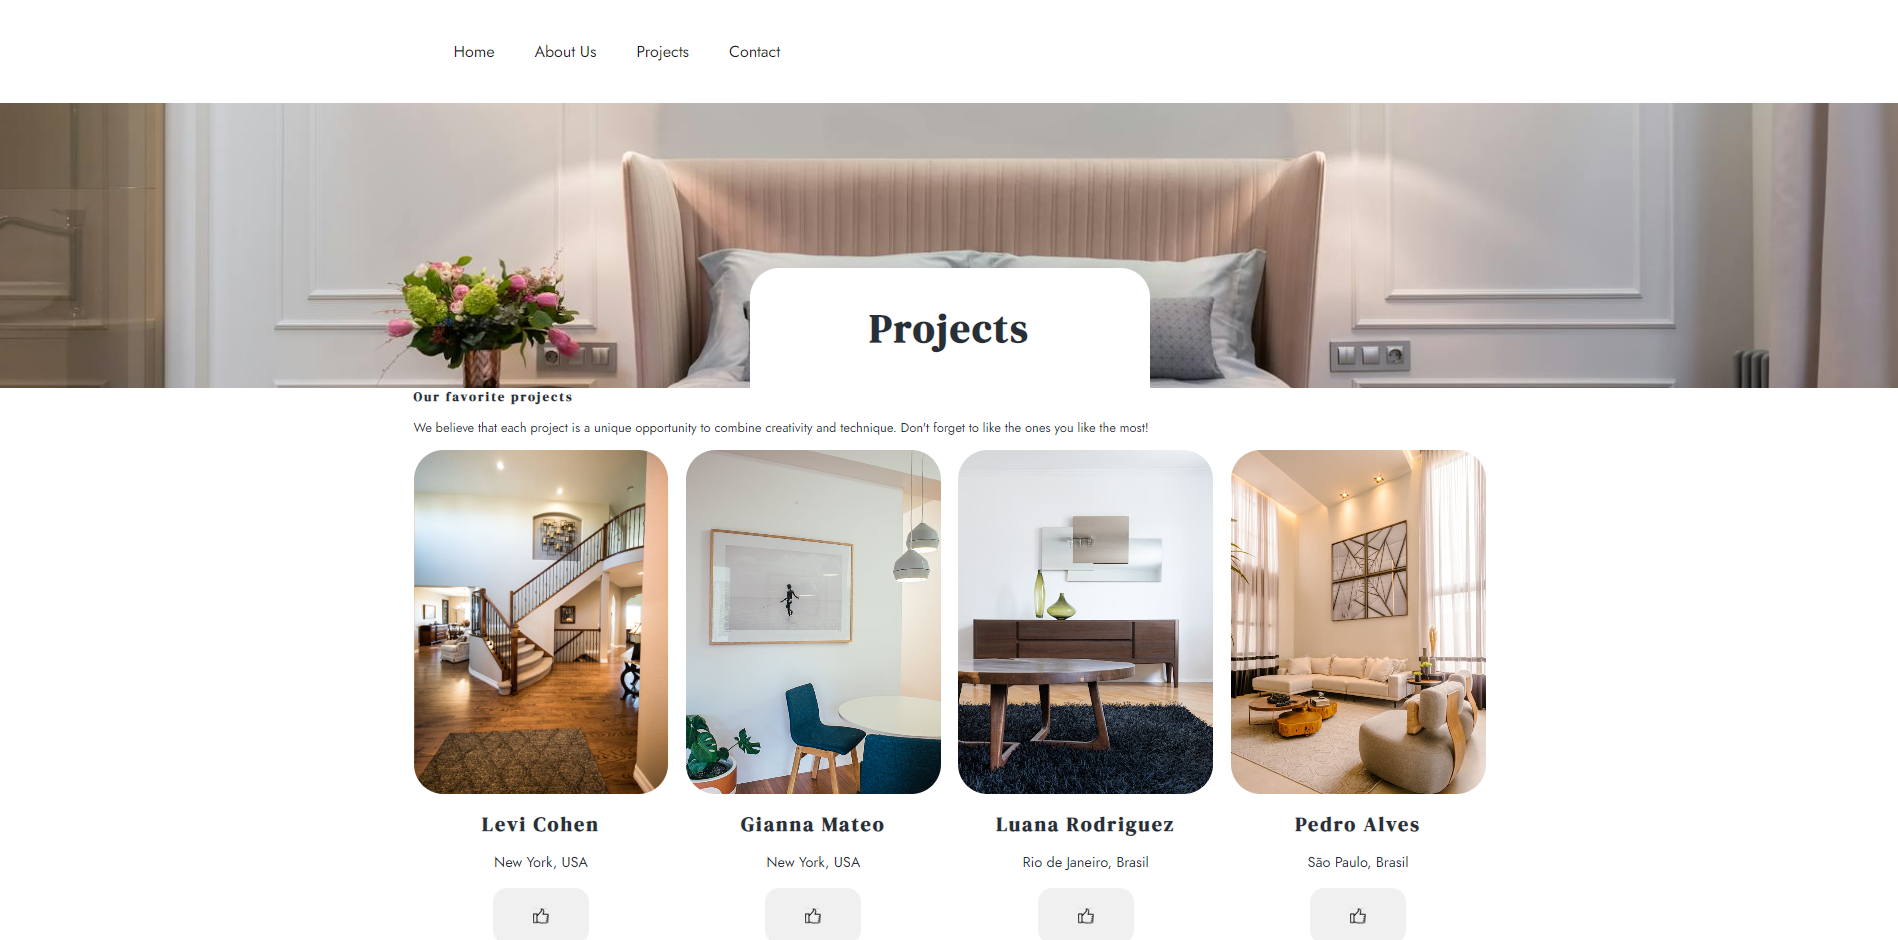 Home About Us Projects Contact
Projects
Our favorite projects
We believe that each project is a unique opportunity to combine creativity and technique. Don't forget to like the ones you like the most!
Levi Cohen Gianna Mateo Luana Rodriguez Pedro Alves
New York, USA New York, USA Rio de Janeiro, Brasil São Paulo, Brasil